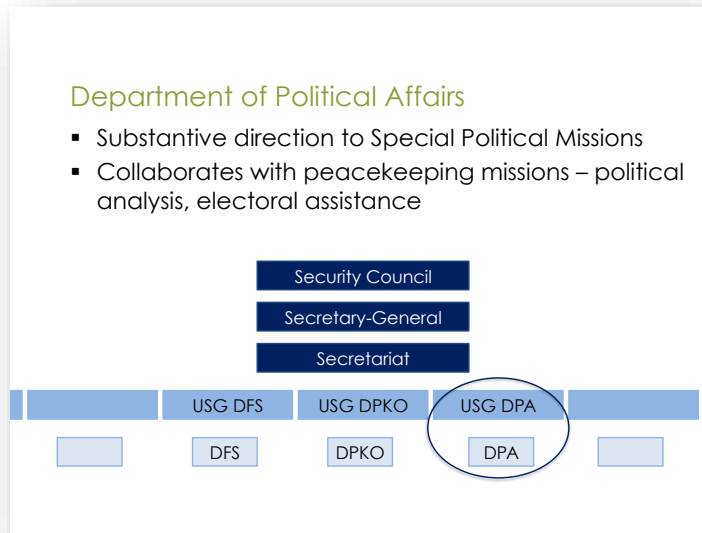 Department of Political Affairs
▪ Substantive direction to Special Political Missions
▪ Collaborates with peacekeeping missions – political
analysis, electoral assistance
Security Council
Secretary-General
Secretariat
USG DFS USG DPKO USG DPA
DFS DPKO DPA